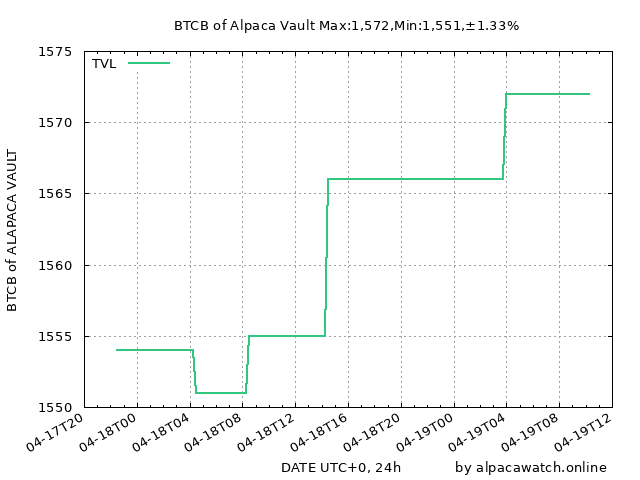 BTCB of Alpaca Vault Max:1,572,Min:1,551,±1.33%
TVL
BTCB of ALAPACA VAULT
1575
1570
1565
1560
1555
1550
04-17T20
04-18T00
04-18T04
04-18T08
04-18T12
04-18T16
04-18T20
04-19T00
04-19T04
04-19T08
04-19T12
DATE UTC+0, 24h
by alpacawatch.online